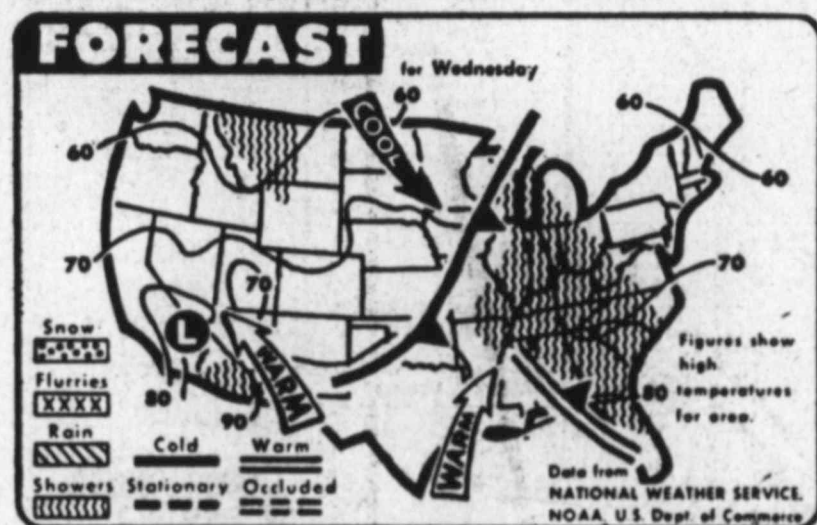 FORECAST
for Wednesday
60
COOL
60
60
60
70
70
70
L
WARM
80
90
80
WARM
Snow
Flurries
XXXX
Rain
Showers
Cold
Warm
Stationary
Occluded
Figures show
high
temperatures
for area.
Data from
NATIONAL WEATHER SERVICE,
NOAA, U.S. Dept. of Commerce